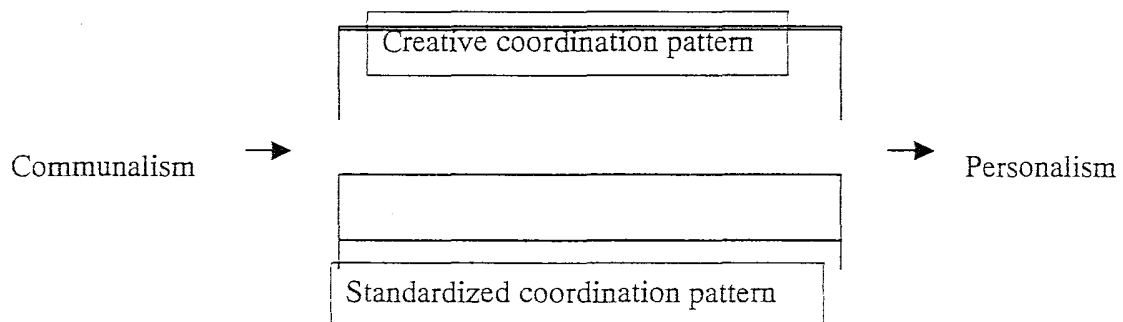 Creative coordination pattern
Communalism
Personalism
Standardized coordination pattern